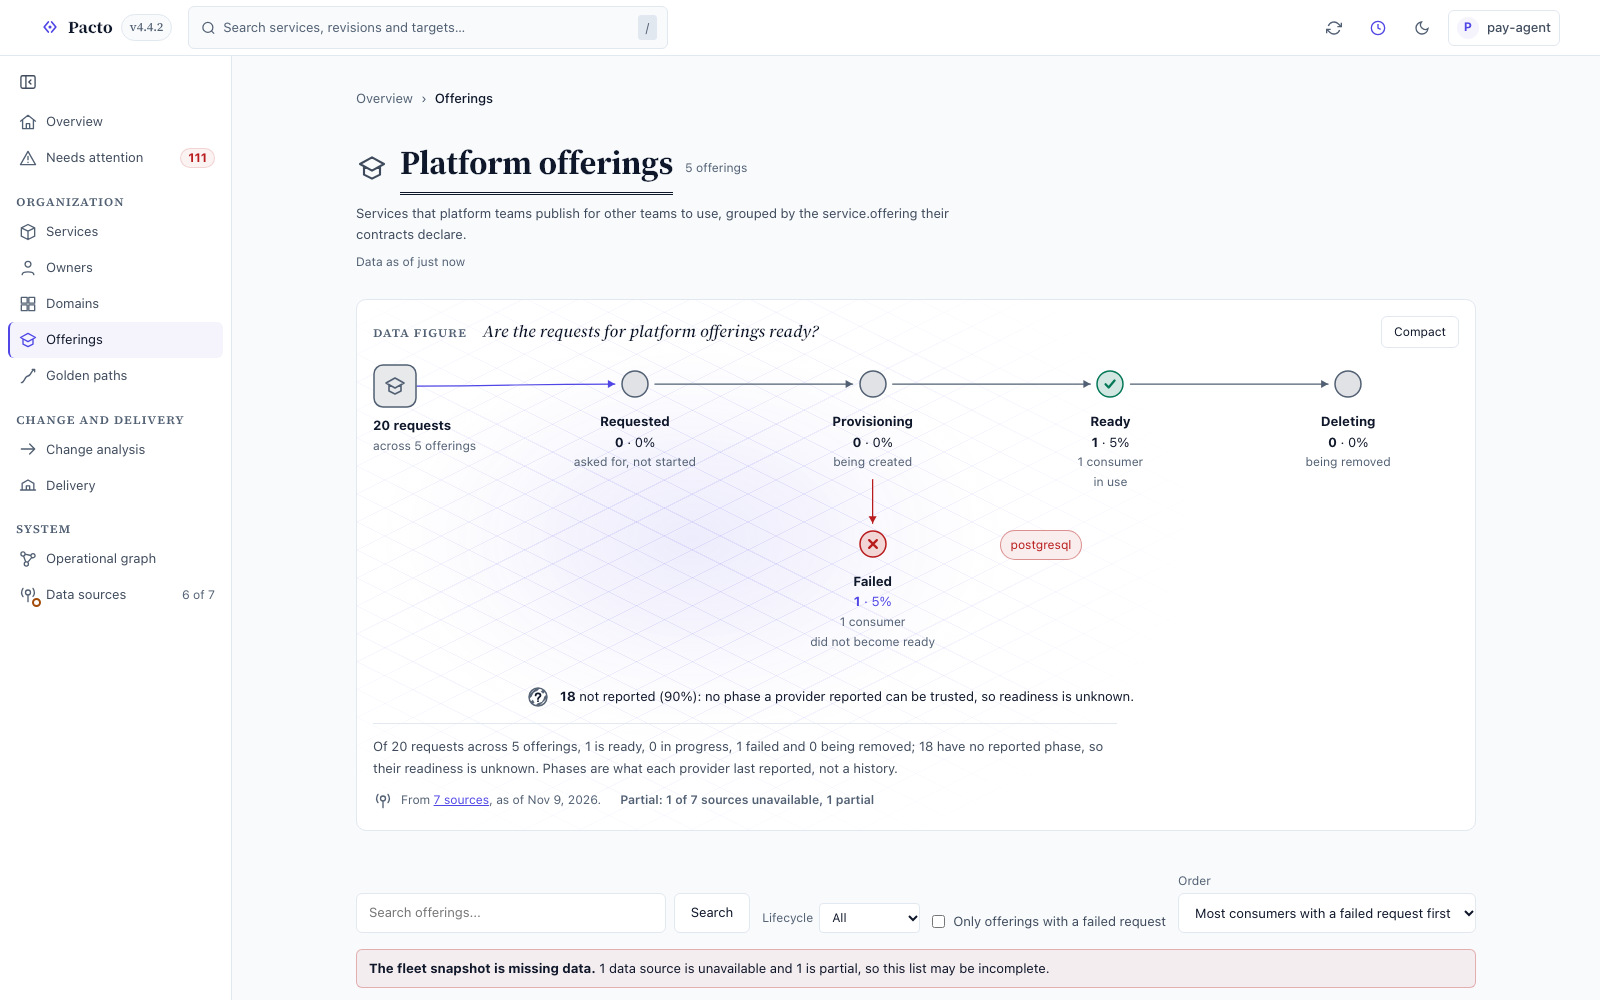 Pacto
v4.4.2
Search services, revisions and targets...
/
P
pay-agent
Overview
Needs attention
111
ORGANIZATION
Services
Owners
Domains
Offerings
Golden paths
CHANGE AND DELIVERY
Change analysis
Delivery
SYSTEM
Operational graph
Data sources
6 of 7
Overview › Offerings
Platform offerings
5 offerings
Services that platform teams publish for other teams to use, grouped by the service.offering their
contracts declare.
Data as of just now
DATA FIGURE
Are the requests for platform offerings ready?
Compact
20 requests
across 5 offerings
Requested
0 · 0%
asked for, not started
Provisioning
0 · 0%
being created
Ready
1 · 5%
1 consumer
in use
Deleting
0 · 0%
being removed
postgresql
Failed
1 · 5%
1 consumer
did not become ready
18 not reported (90%): no phase a provider reported can be trusted, so readiness is unknown.
Of 20 requests across 5 offerings, 1 is ready, 0 in progress, 1 failed and 0 being removed; 18 have no reported phase, so
their readiness is unknown. Phases are what each provider last reported, not a history.
From 7 sources, as of Nov 9, 2026.
Partial: 1 of 7 sources unavailable, 1 partial
Search offerings...
Search
Lifecycle
All
Only offerings with a failed request
Order
Most consumers with a failed request first
The fleet snapshot is missing data. 1 data source is unavailable and 1 is partial, so this list may be incomplete.